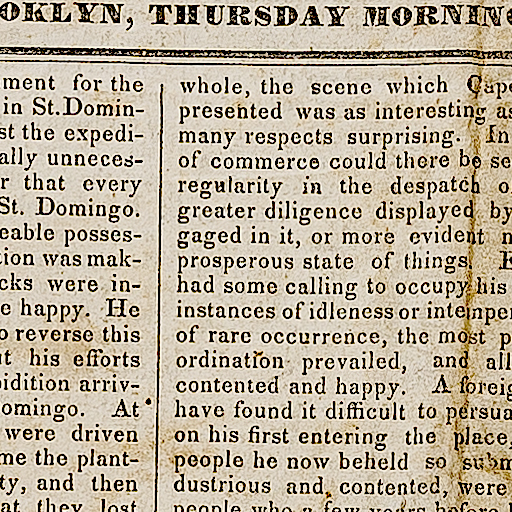 OKLYN, THURSDAY MORNING
ment for the
in St.Domin-
st the expedi-
ally unneces-
r that every
St. Domingo.
eable posses-
tion was mak-
cks were in-
e happy. He
o reverse this
ut his efforts
pidition arriv-
omingo. At
were driven
me the plant-
ty, and then
at they lost
whole, the scene which Cape
presented was as interesting as
many respects surprising. In
of commerce could there be se
regularity in the despatch o
greater diligence displayed by
gaged in it, or more evident
prosperous state of things.
had some calling to occupy his
instances of idleness or intemper
of rare occurrence, the most p
ordination prevailed, and all
contented and happy. A foreig
have found it difficult to persua
on his first entering the place,
people he now beheld so subm
dustrious and contented, were
people who a few years before